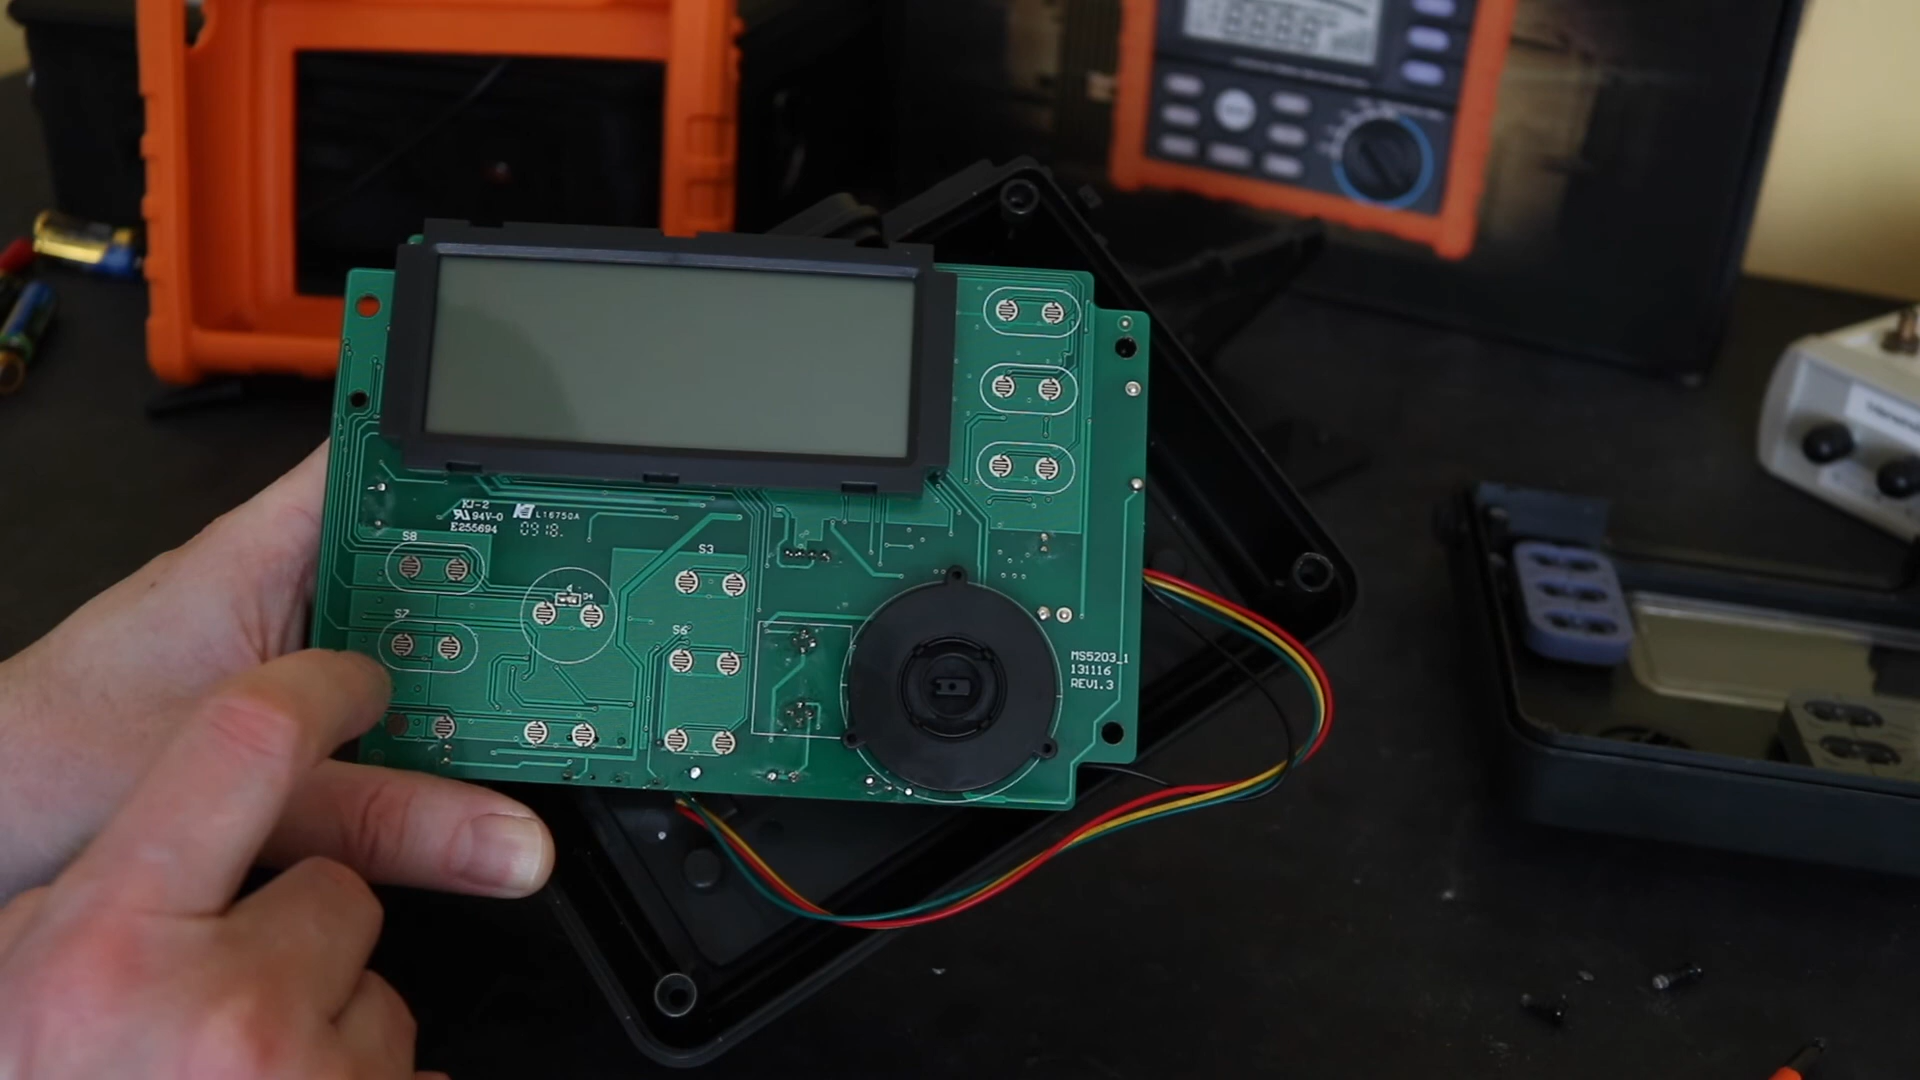 KJ-2
94V-0
E255694
L16750A
0918.
S8
S3
S7
S6
MS5203_1
131116
REV1.3